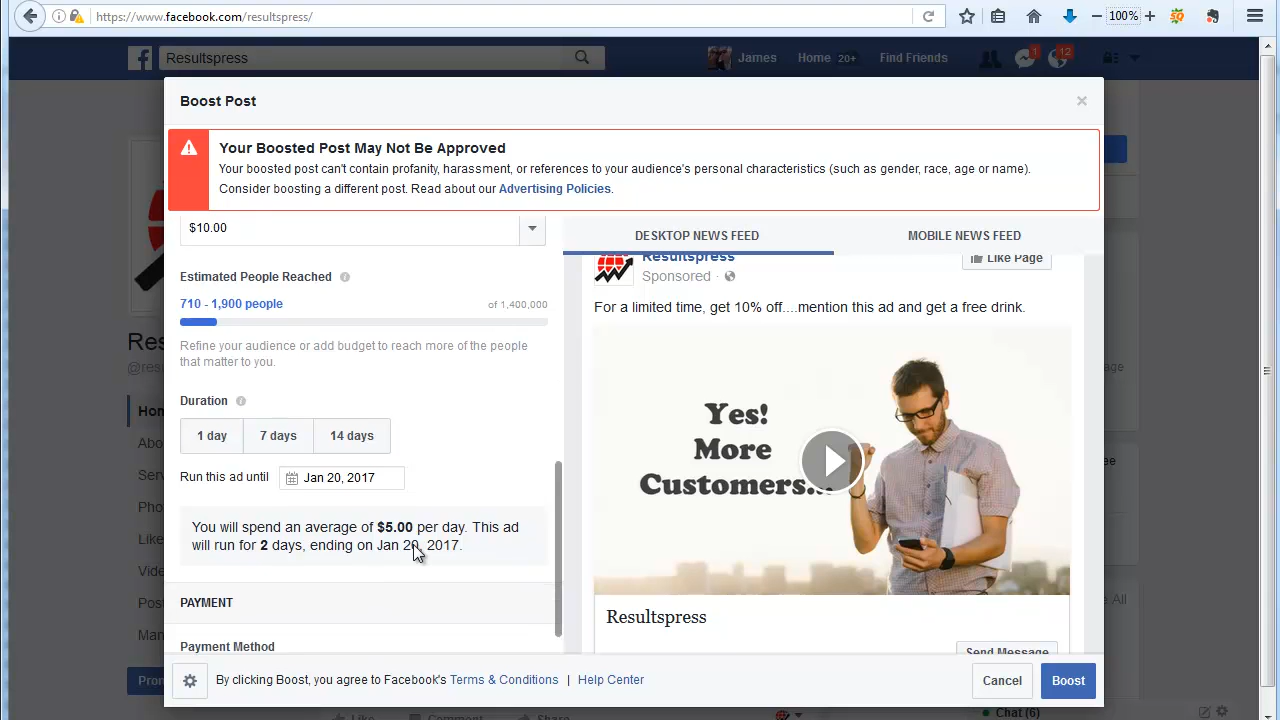 https://www.facebook.com/resultspress/
100%
Resultspress
James
Home 20+
Find Friends
1
12
Boost Post
Your Boosted Post May Not Be Approved
Your boosted post can't contain profanity, harassment, or references to your audience's personal characteristics (such as gender, race, age or name).
Consider boosting a different post. Read about our Advertising Policies.
$10.00
Estimated People Reached
710 - 1,900 people
of 1,400,000
Refine your audience or add budget to reach more of the people
that matter to you.
Duration
1 day
7 days
14 days
Run this ad until
Jan 20, 2017
You will spend an average of $5.00 per day. This ad
will run for 2 days, ending on Jan 20, 2017.
PAYMENT
Payment Method
DESKTOP NEWS FEED
MOBILE NEWS FEED
Resultspress
Sponsored ·
Like Page
For a limited time, get 10% off....mention this ad and get a free drink.
Yes!
More
Customers...
Resultspress
Send Message
By clicking Boost, you agree to Facebook's Terms & Conditions | Help Center
Cancel
Boost
Like
Comment
Share
Chat (6)